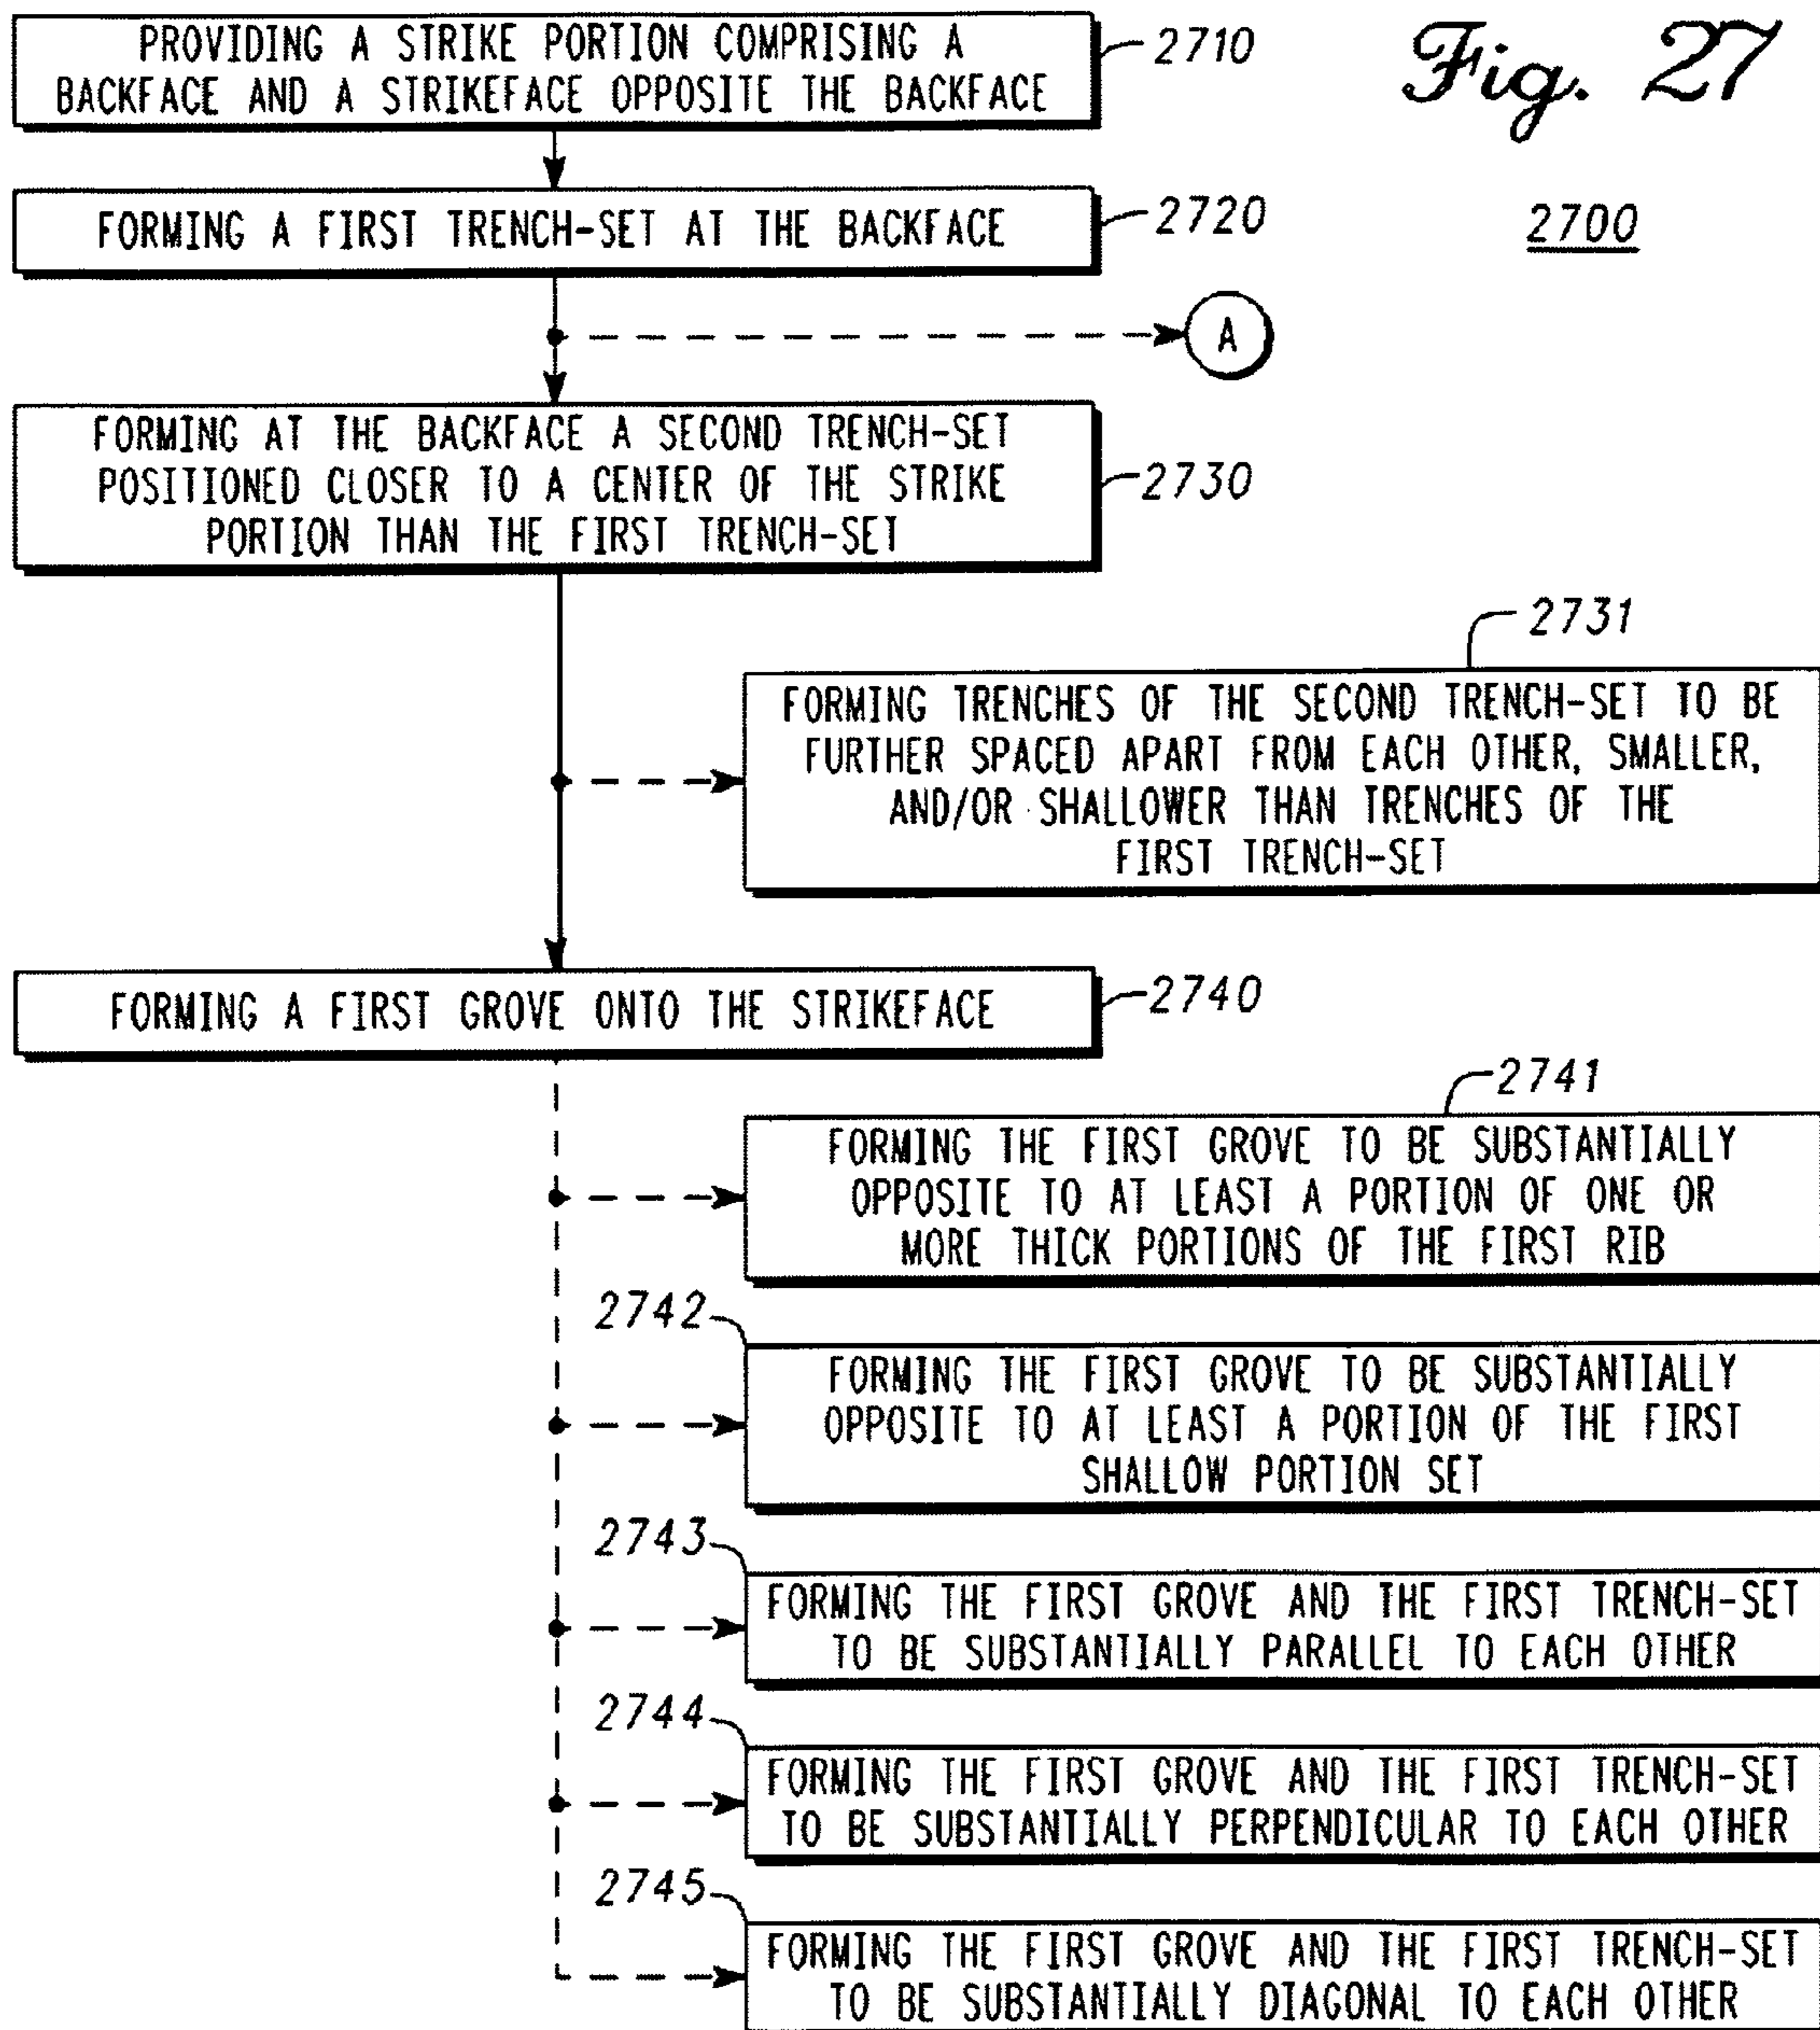 PROVIDING A STRIKE PORTION COMPRISING A
BACKFACE AND A STRIKEFACE OPPOSITE THE BACKFACE
2710
Fig. 27
FORMING A FIRST TRENCH-SET AT THE BACKFACE
2720
2700
A
FORMING AT THE BACKFACE A SECOND TRENCH-SET
POSITIONED CLOSER TO A CENTER OF THE STRIKE
PORTION THAN THE FIRST TRENCH-SET
2730
2731
FORMING TRENCHES OF THE SECOND TRENCH-SET TO BE
FURTHER SPACED APART FROM EACH OTHER, SMALLER,
AND/OR SHALLOWER THAN TRENCHES OF THE
FIRST TRENCH-SET
FORMING A FIRST GROVE ONTO THE STRIKEFACE
2740
2741
FORMING THE FIRST GROVE TO BE SUBSTANTIALLY
OPPOSITE TO AT LEAST A PORTION OF ONE OR
MORE THICK PORTIONS OF THE FIRST RIB
2742
FORMING THE FIRST GROVE TO BE SUBSTANTIALLY
OPPOSITE TO AT LEAST A PORTION OF THE FIRST
SHALLOW PORTION SET
2743
FORMING THE FIRST GROVE AND THE FIRST TRENCH-SET
TO BE SUBSTANTIALLY PARALLEL TO EACH OTHER
2744
FORMING THE FIRST GROVE AND THE FIRST TRENCH-SET
TO BE SUBSTANTIALLY PERPENDICULAR TO EACH OTHER
2745
FORMING THE FIRST GROVE AND THE FIRST TRENCH-SET
TO BE SUBSTANTIALLY DIAGONAL TO EACH OTHER